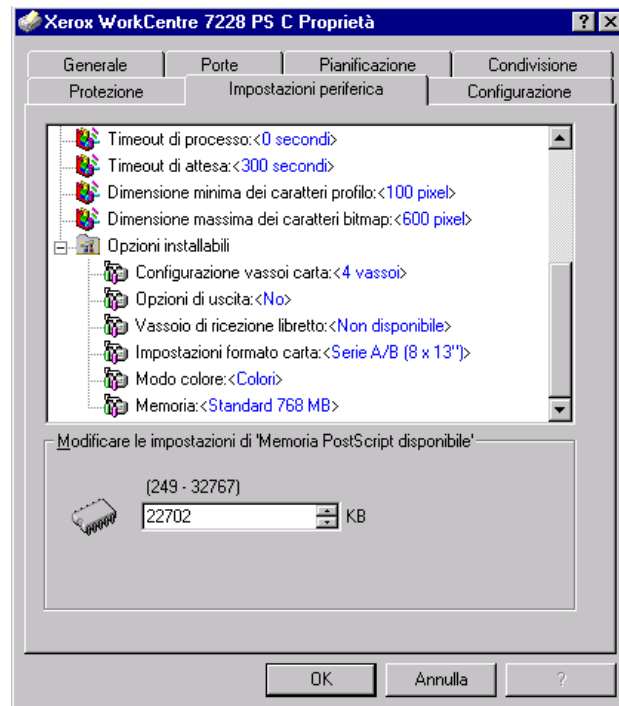 Xerox WorkCentre 7228 PS C Proprietà
Generale Porte Pianificazione Condivisione
Protezione Impostazioni periferica Configurazione
Timeout di processo:<0 secondi>
Timeout di attesa:<300 secondi>
Dimensione minima dei caratteri profilo:<100 pixel>
Dimensione massima dei caratteri bitmap:<600 pixel>
Opzioni installabili
Configurazione vassoi carta:<4 vassoi>
Opzioni di uscita:<No>
Vassoio di ricezione libretto:<Non disponibile>
Impostazioni formato carta:<Serie A/B (8 x 13")>
Modo colore:<Colori>
Memoria:<Standard 768 MB>
Modificare le impostazioni di 'Memoria PostScript disponibile'
(249 - 32767)
22702 KB
OK Annulla ?